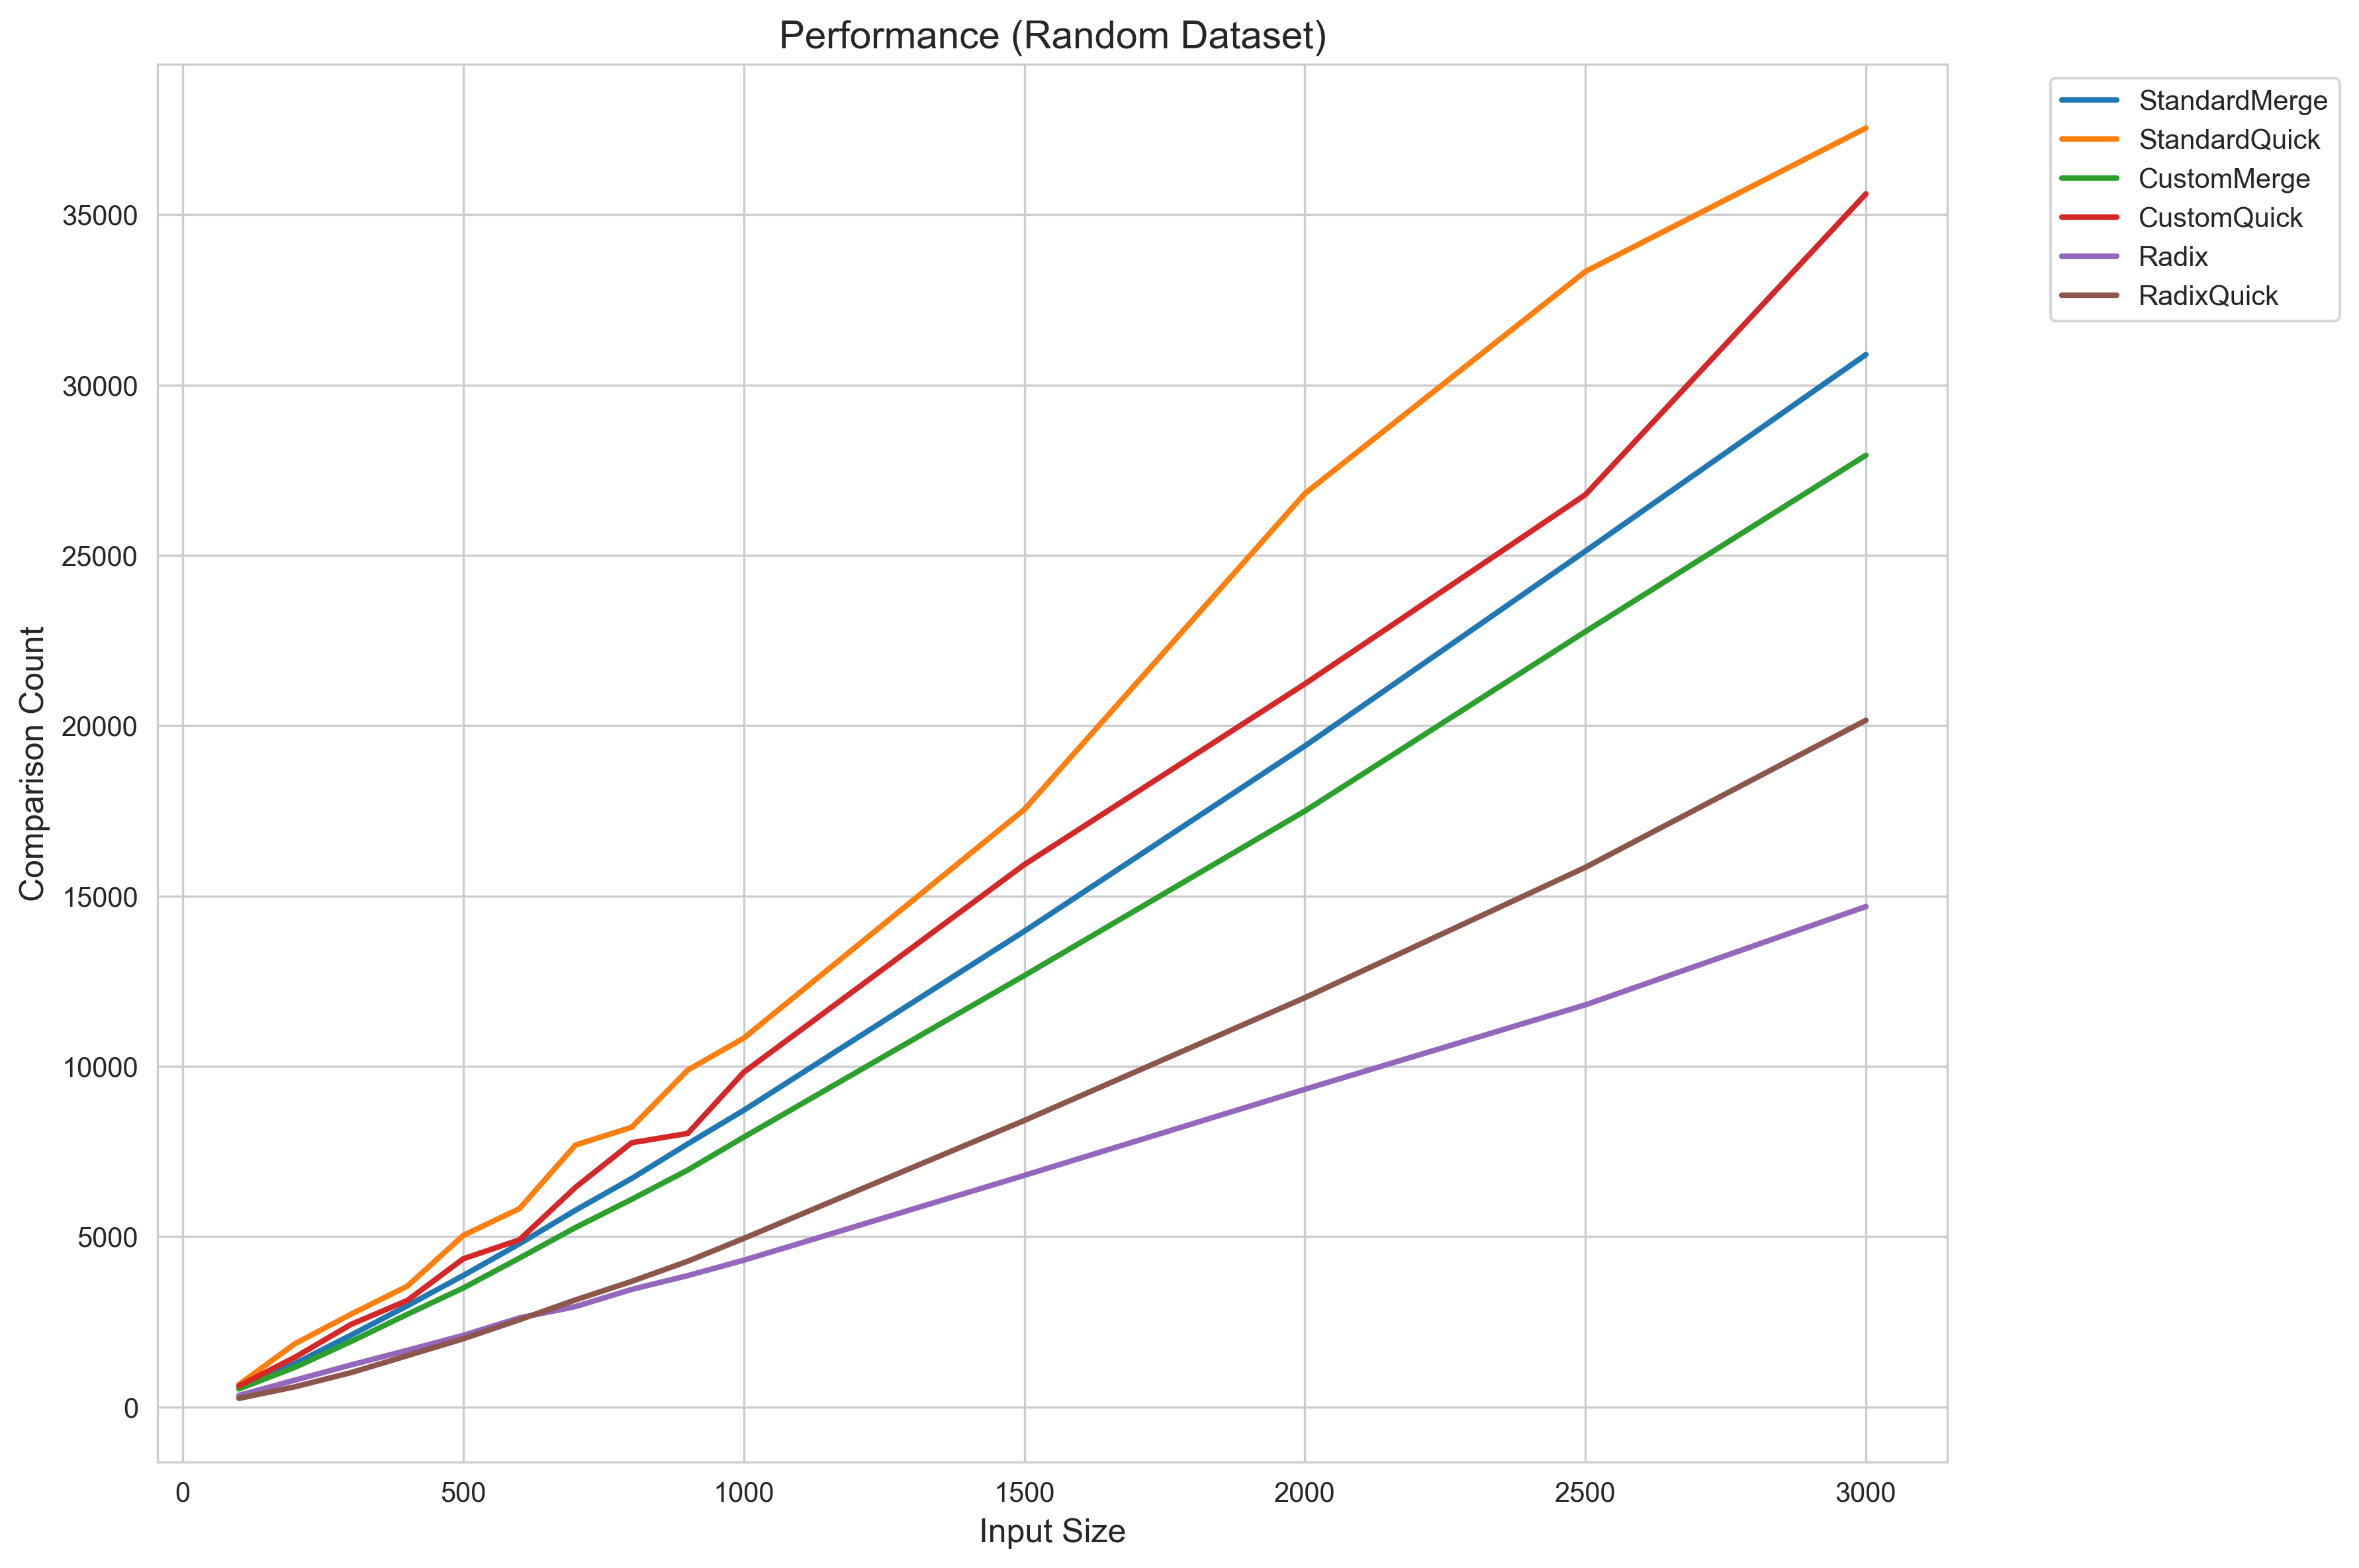 Performance (Random Dataset)
StandardMerge
StandardQuick
CustomMerge
CustomQuick
Radix
RadixQuick
Comparison Count
35000
30000
25000
20000
15000
10000
5000
0
0 500 1000 1500 2000 2500 3000
Input Size